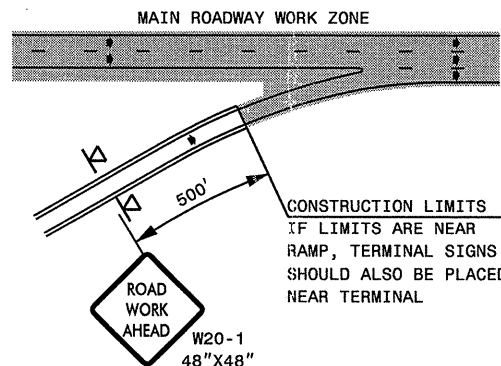 MAIN ROADWAY WORK ZONE
500'
CONSTRUCTION LIMITS
IF LIMITS ARE NEAR
RAMP, TERMINAL SIGNS
SHOULD ALSO BE PLACED
NEAR TERMINAL
ROAD
WORK
AHEAD
W20-1
48"X48"